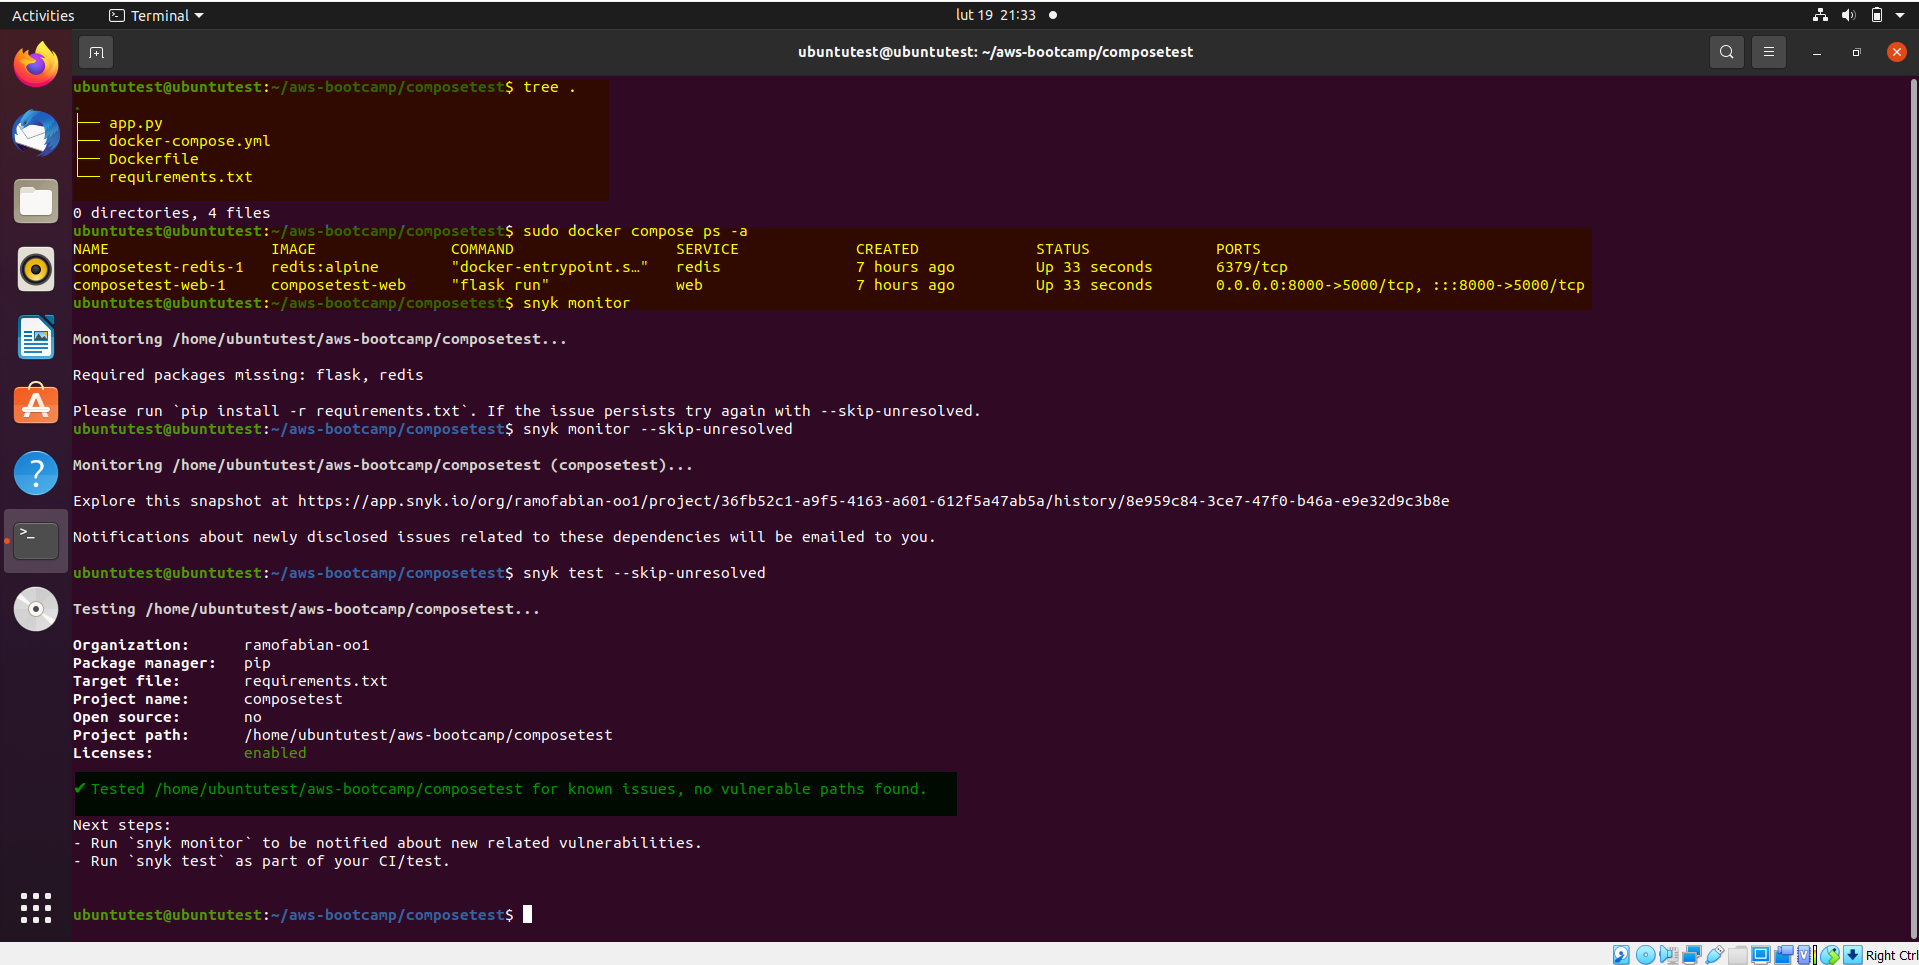 Activities
Terminal
lut 19 21:33
ubuntutest@ubuntutest: ~/aws-bootcamp/composetest
ubuntutest@ubuntutest:~/aws-bootcamp/composetest$ tree .
.
├── app.py
├── docker-compose.yml
├── Dockerfile
└── requirements.txt
0 directories, 4 files
ubuntutest@ubuntutest:~/aws-bootcamp/composetest$ sudo docker compose ps -a
NAME IMAGE COMMAND SERVICE CREATED STATUS PORTS
composetest-redis-1 redis:alpine "docker-entrypoint.s…" redis 7 hours ago Up 33 seconds 6379/tcp
composetest-web-1 composetest-web "flask run" web 7 hours ago Up 33 seconds 0.0.0.0:8000->5000/tcp, :::8000->5000/tcp
ubuntutest@ubuntutest:~/aws-bootcamp/composetest$ snyk monitor
Monitoring /home/ubuntutest/aws-bootcamp/composetest...
Required packages missing: flask, redis
Please run `pip install -r requirements.txt`. If the issue persists try again with --skip-unresolved.
ubuntutest@ubuntutest:~/aws-bootcamp/composetest$ snyk monitor --skip-unresolved
Monitoring /home/ubuntutest/aws-bootcamp/composetest (composetest)...
Explore this snapshot at https://app.snyk.io/org/ramofabian-oo1/project/36fb52c1-a9f5-4163-a601-612f5a47ab5a/history/8e959c84-3ce7-47f0-b46a-e9e32d9c3b8e
Notifications about newly disclosed issues related to these dependencies will be emailed to you.
ubuntutest@ubuntutest:~/aws-bootcamp/composetest$ snyk test --skip-unresolved
Testing /home/ubuntutest/aws-bootcamp/composetest...
Organization: ramofabian-oo1
Package manager: pip
Target file: requirements.txt
Project name: composetest
Open source: no
Project path: /home/ubuntutest/aws-bootcamp/composetest
Licenses: enabled
✔ Tested /home/ubuntutest/aws-bootcamp/composetest for known issues, no vulnerable paths found.
Next steps:
- Run `snyk monitor` to be notified about new related vulnerabilities.
- Run `snyk test` as part of your CI/test.
ubuntutest@ubuntutest:~/aws-bootcamp/composetest$
Right Ctrl